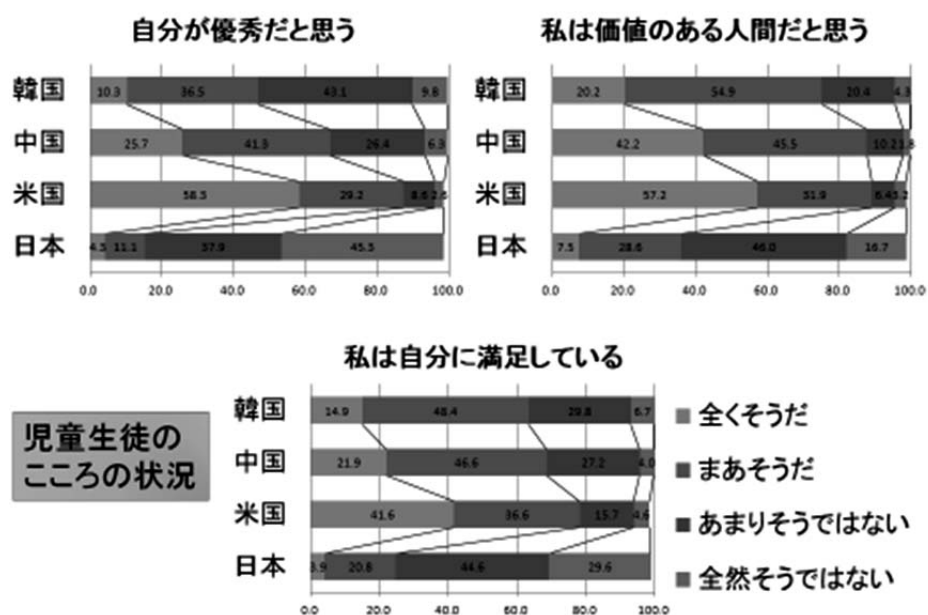 自分が優秀だと思う
韓国 10.3 36.5 43.1 9.8
中国 25.7 41.3 26.4 6.3
米国 58.3 29.2 8.6 2.6
日本 4.3 11.1 37.9 45.3
0.0 20.0 40.0 60.0 80.0 100.0
私は価値のある人間だと思う
韓国 20.2 54.9 20.4 4.3
中国 42.2 45.5 10.2 1.8
米国 57.2 31.9 6.4 3.2
日本 7.5 28.6 46.0 16.7
0.0 20.0 40.0 60.0 80.0 100.0
児童生徒の
こころの状況
私は自分に満足している
韓国 14.9 48.4 29.8 6.7
中国 21.9 46.6 27.2 4.0
米国 41.6 36.6 15.7 4.6
日本 3.9 20.8 44.6 29.6
0.0 20.0 40.0 60.0 80.0 100.0
全くそうだ
まあそうだ
あまりそうではない
全然そうではない